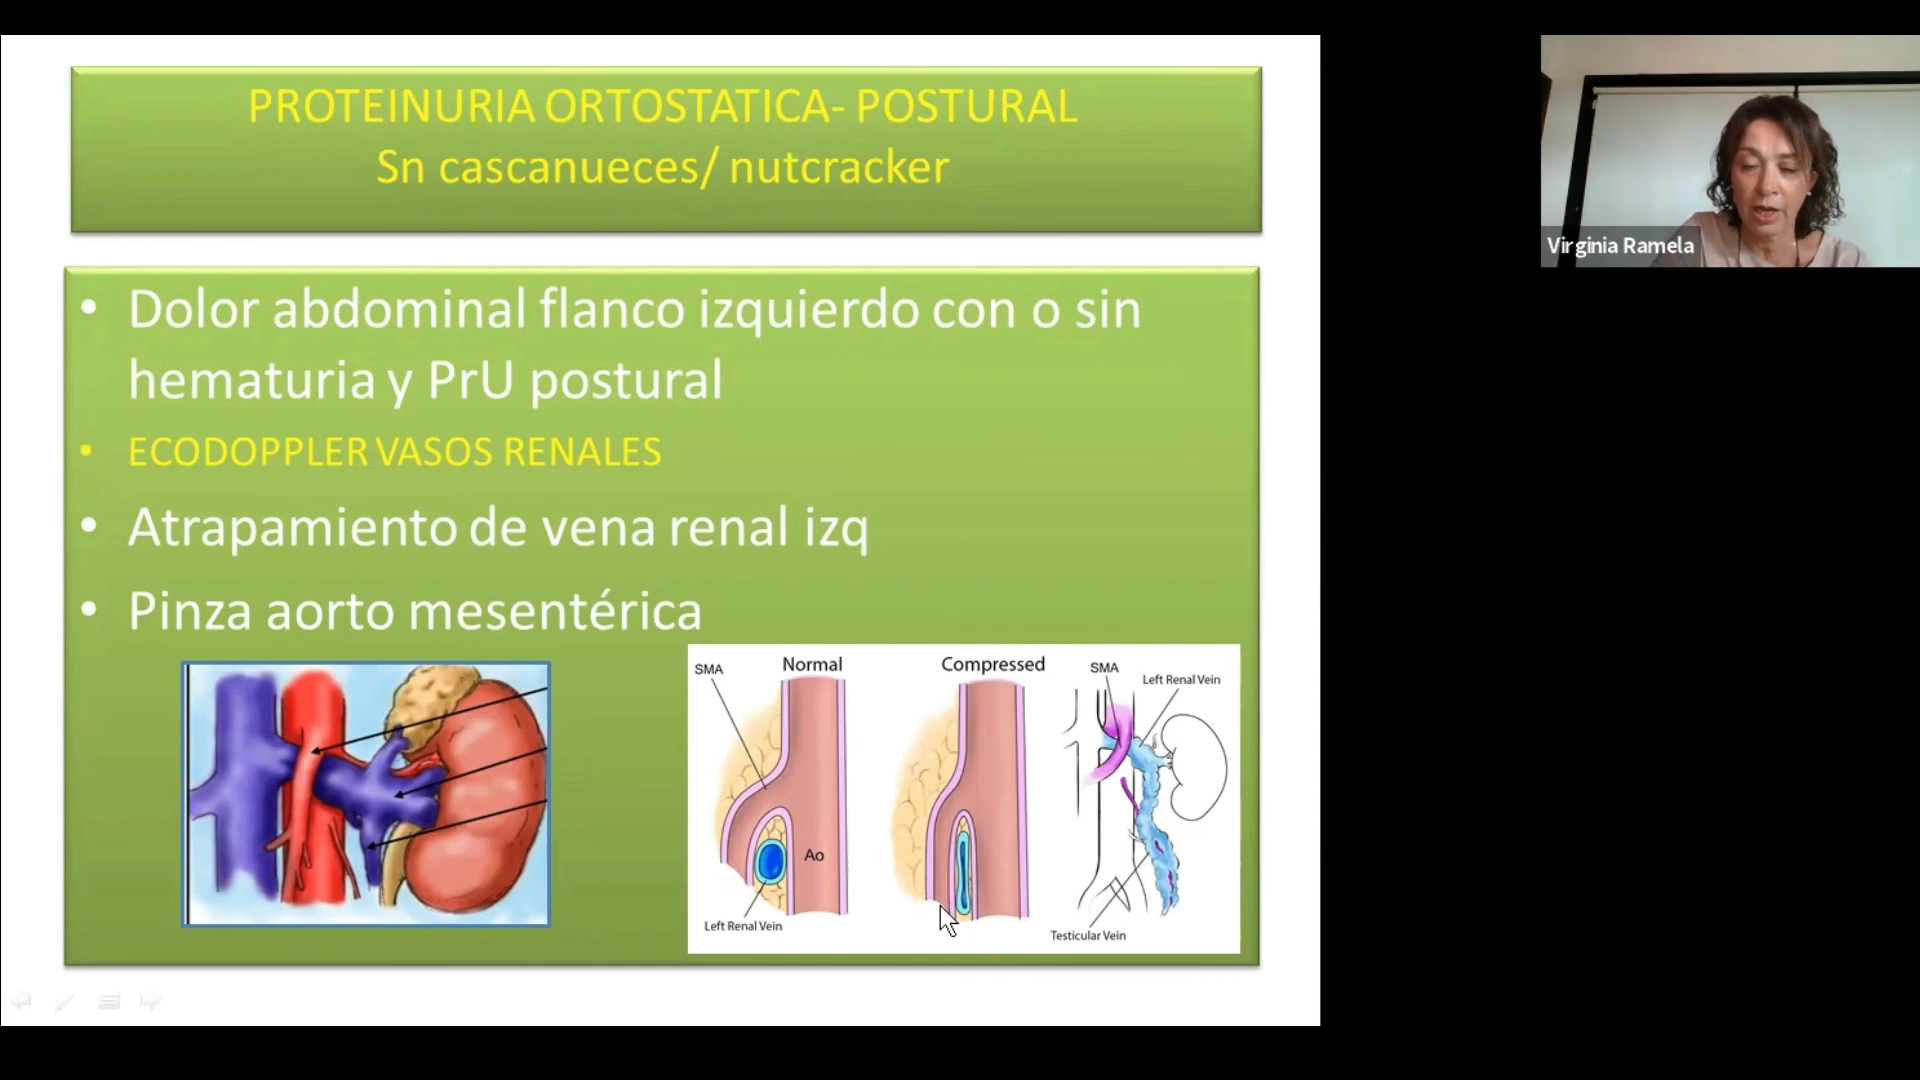 PROTEINURIA ORTOSTATICA- POSTURAL
Sn cascanueces/ nutcracker
• Dolor abdominal flanco izquierdo con o sin
hematuria y PrU postural
• ECODOPPLER VASOS RENALES
• Atrapamiento de vena renal izq
• Pinza aorto mesentérica
SMA
Normal
Compressed
SMA
Left Renal Vein
Ao
Left Renal Vein
Testicular Vein
Virginia Ramela